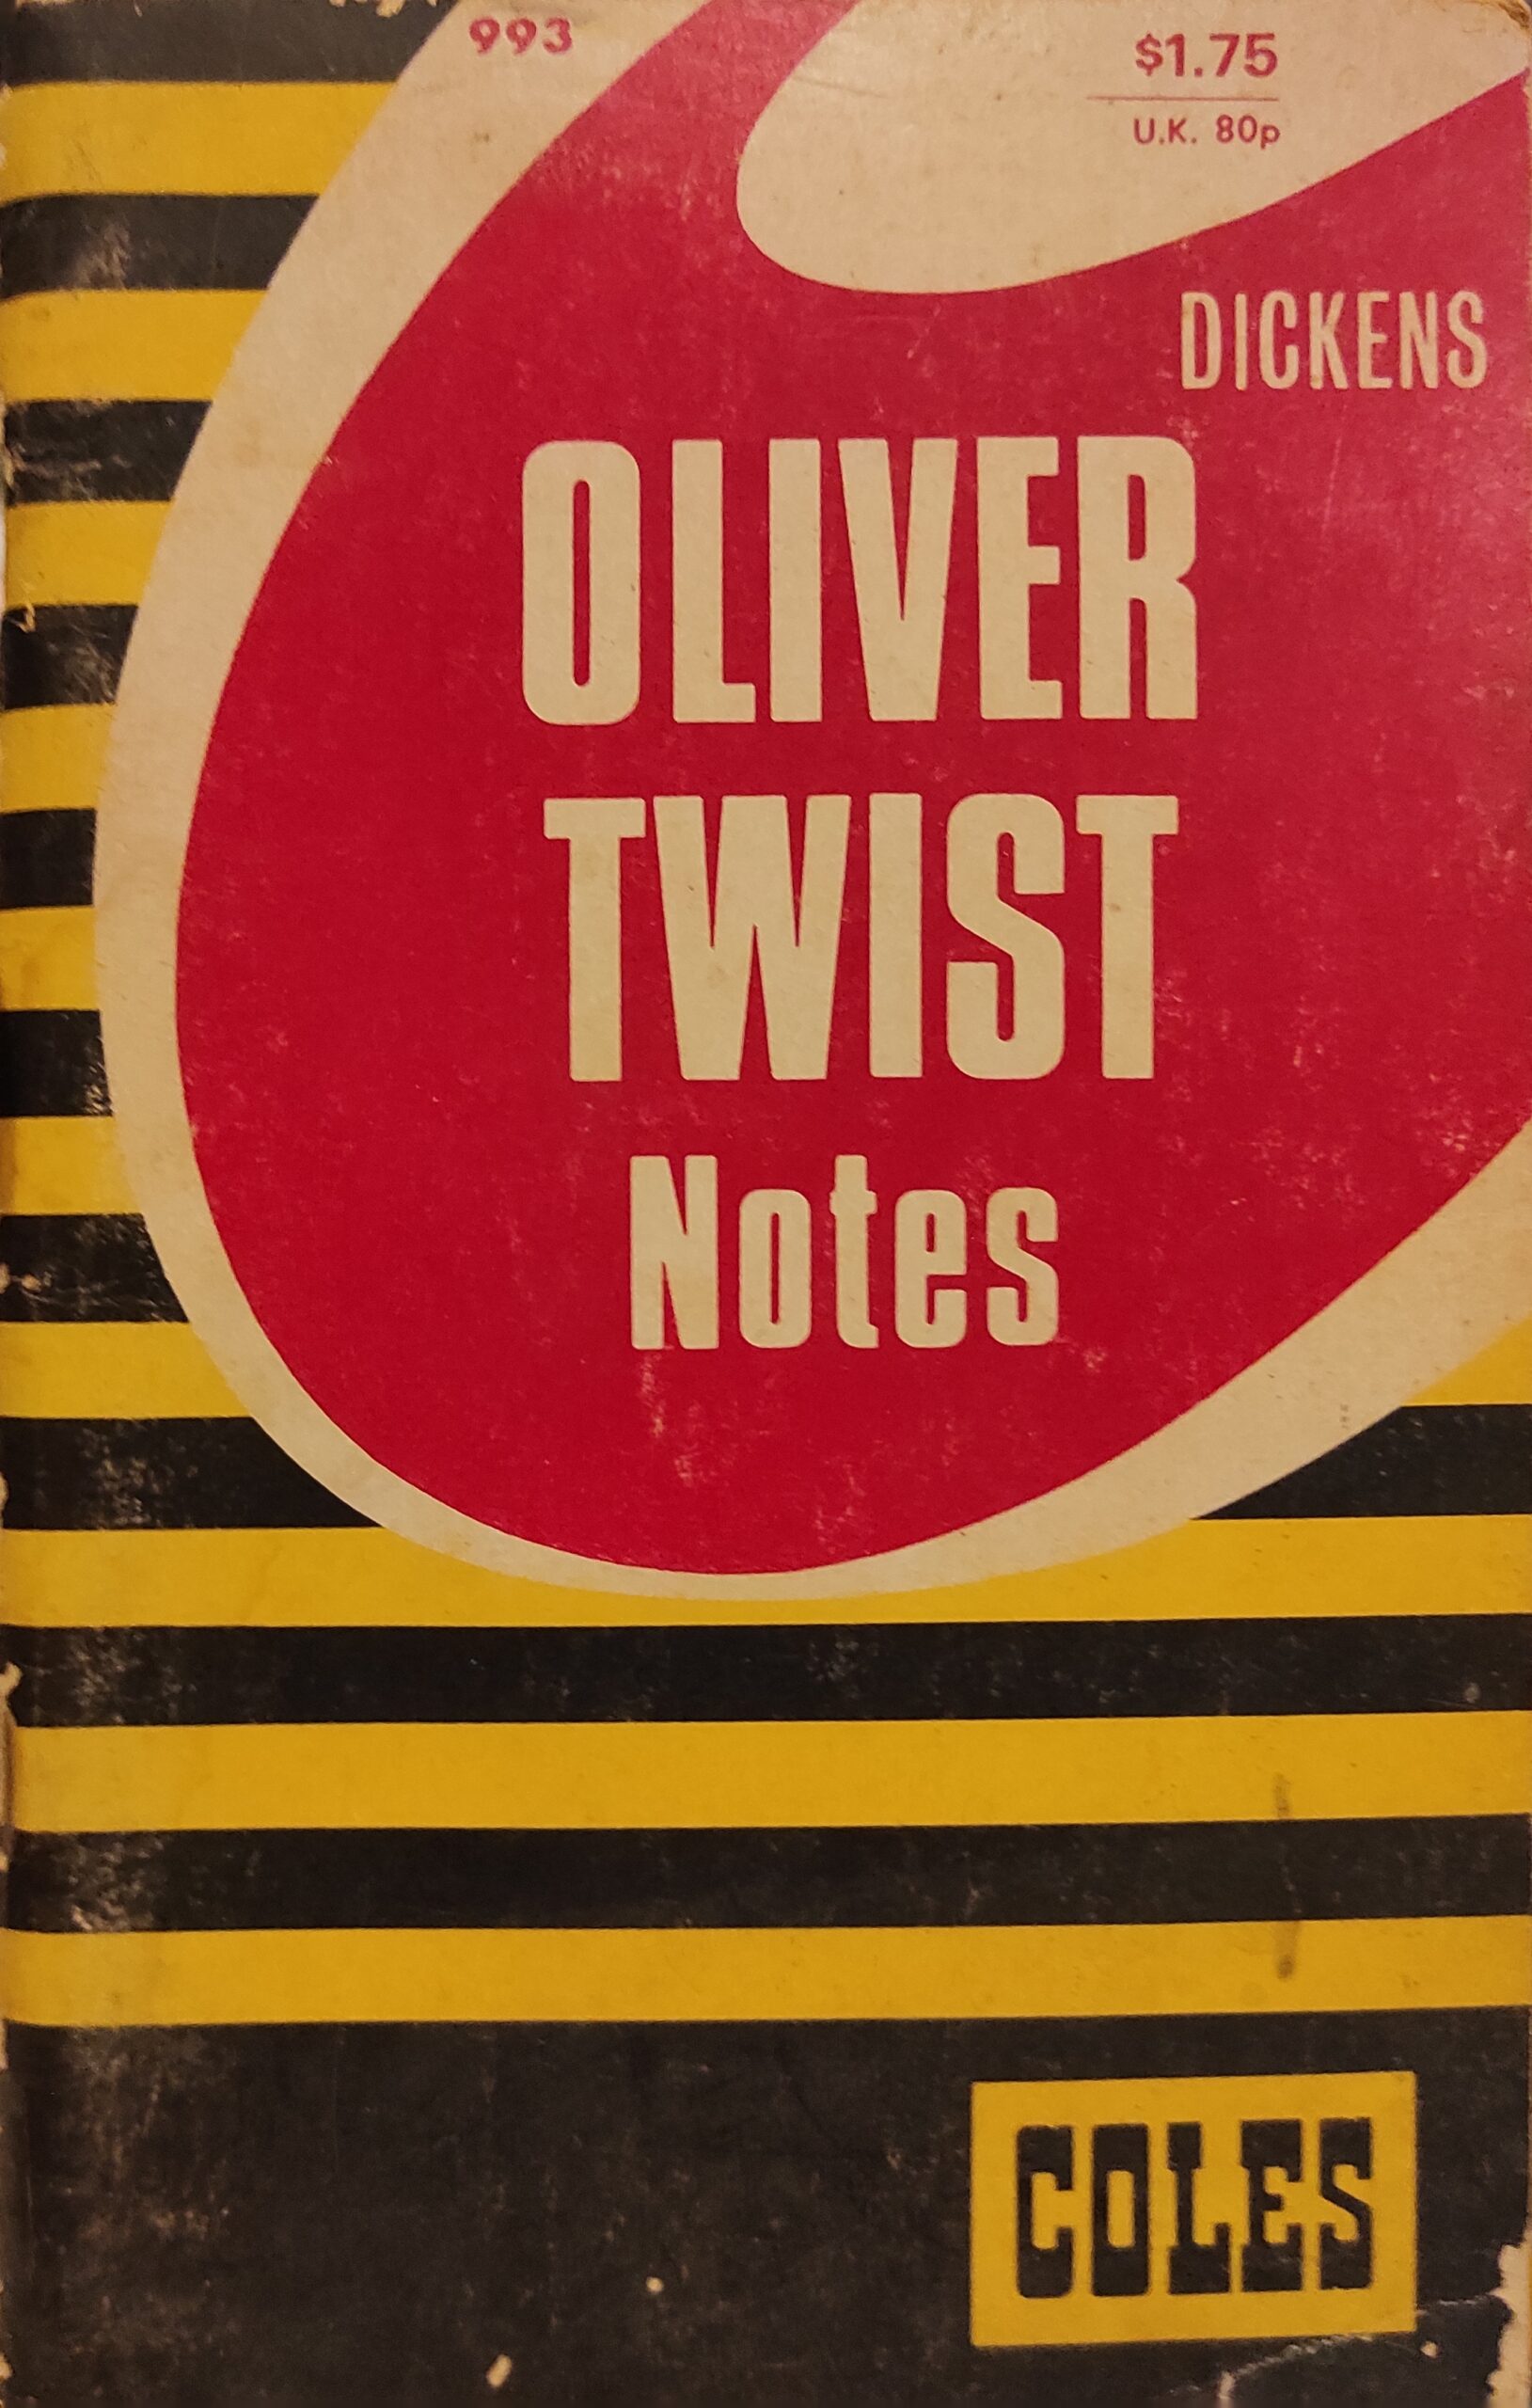 993
$1.75
U.K. 80p
DICKENS
OLIVER
TWIST
Notes
COLES